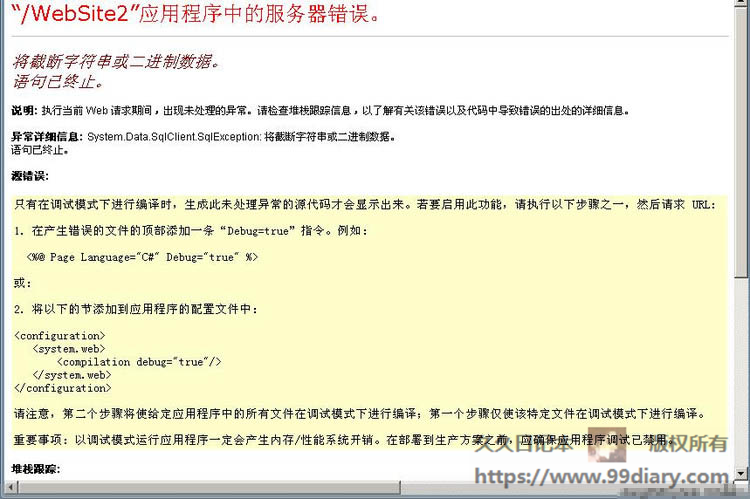 “/WebSite2”应用程序中的服务器错误。
将截断字符串或二进制数据。
语句已终止。
说明: 执行当前 Web 请求期间，出现未处理的异常。请检查堆栈跟踪信息，以了解有关该错误以及代码中导致错误的出处的详细信息。
异常详细信息: System.Data.SqlClient.SqlException: 将截断字符串或二进制数据。
语句已终止。
源错误:
只有在调试模式下进行编译时，生成此未处理异常的源代码才会显示出来。若要启用此功能，请执行以下步骤之一，然后请求 URL:
1. 在产生错误的文件的顶部添加一条“Debug=true”指令。例如:
<%@ Page Language="C#" Debug="true" %>
或:
2. 将以下的节添加到应用程序的配置文件中:
<configuration>
<system.web>
<compilation debug="true"/>
</system.web>
</configuration>
请注意，第二个步骤将使给定应用程序中的所有文件在调试模式下进行编译；第一个步骤仅使该特定文件在调试模式下进行编译。
重要事项: 以调试模式运行应用程序一定会产生内存/性能系统开销。在部署到生产方案之前，应确保应用程序调试已禁用。
久久日记本 版权所有
堆栈跟踪:
https://www.99diary.com